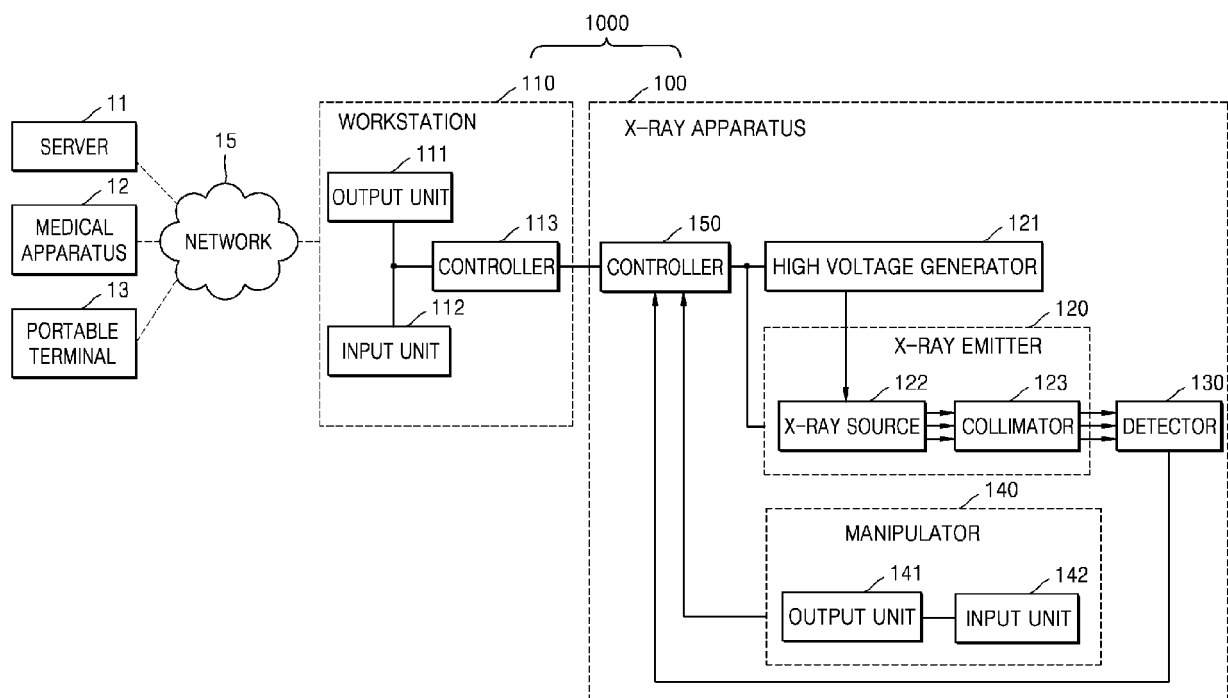 1000
110
100
WORKSTATION
X-RAY APPARATUS
11
SERVER
12
MEDICAL
APPARATUS
13
PORTABLE
TERMINAL
15
NETWORK
111
OUTPUT UNIT
113
CONTROLLER
112
INPUT UNIT
150
CONTROLLER
121
HIGH VOLTAGE GENERATOR
120
X-RAY EMITTER
122
X-RAY SOURCE
123
COLLIMATOR
130
DETECTOR
140
MANIPULATOR
141
OUTPUT UNIT
142
INPUT UNIT